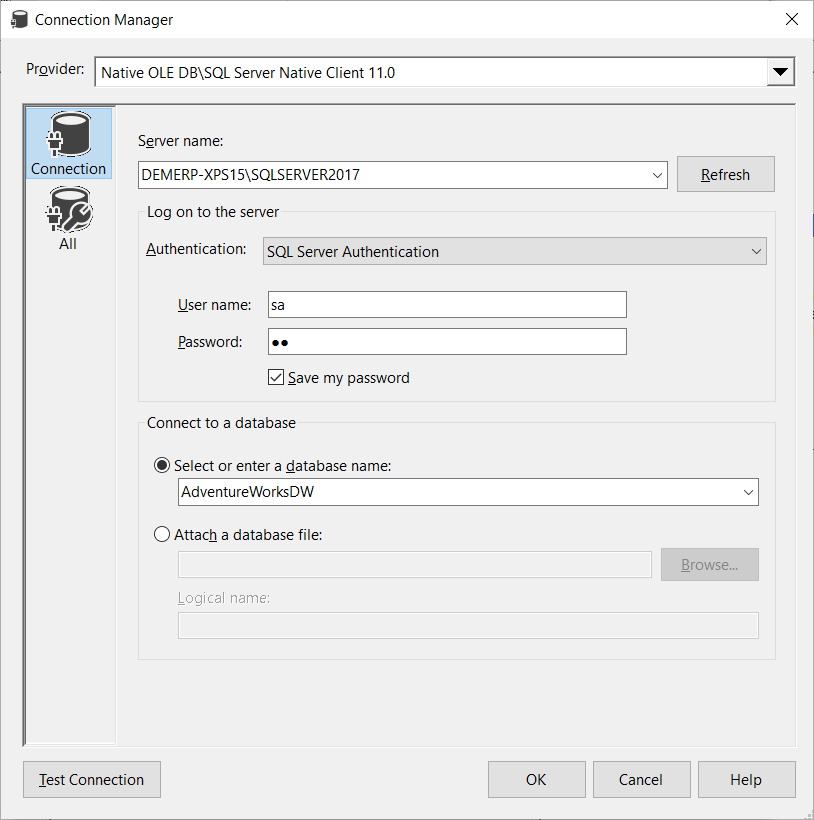 Connection Manager
Provider: Native OLE DB\SQL Server Native Client 11.0
Connection
All
Server name:
DEMERP-XPS15\SQLSERVER2017 Refresh
Log on to the server
Authentication: SQL Server Authentication
User name: sa
Password: ●●
Save my password
Connect to a database
Select or enter a database name:
AdventureWorksDW
Attach a database file:
Browse...
Logical name:
Test Connection OK Cancel Help